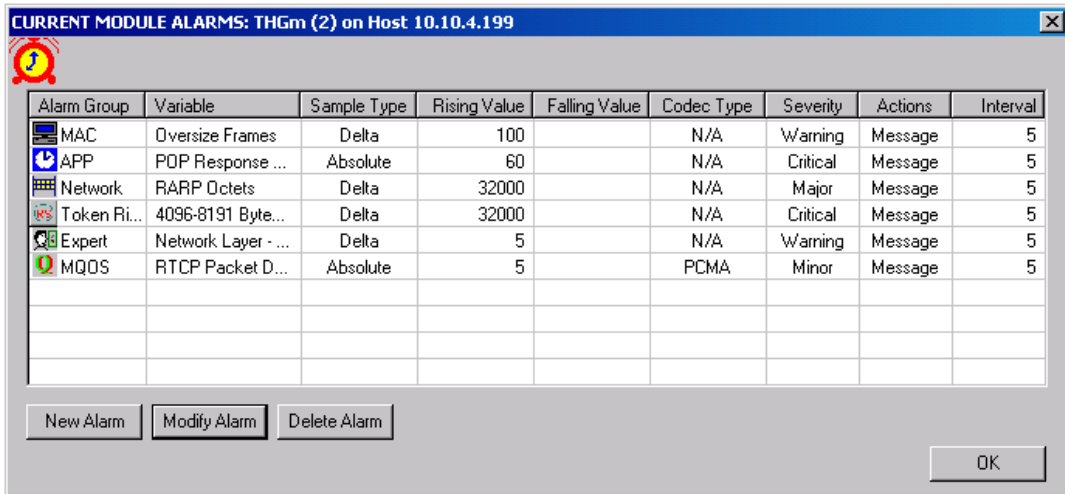 CURRENT MODULE ALARMS: THGm (2) on Host 10.10.4.199
Alarm Group Variable Sample Type Rising Value Falling Value Codec Type Severity Actions Interval
MAC Oversize Frames Delta 100 N/A Warning Message 5
APP POP Response ... Absolute 60 N/A Critical Message 5
Network RARP Octets Delta 32000 N/A Major Message 5
Token Ri... 4096-8191 Byte... Delta 32000 N/A Critical Message 5
Expert Network Layer - ... Delta 5 N/A Warning Message 5
MQOS RTCP Packet D... Absolute 5 PCMA Minor Message 5
New Alarm Modify Alarm Delete Alarm
OK